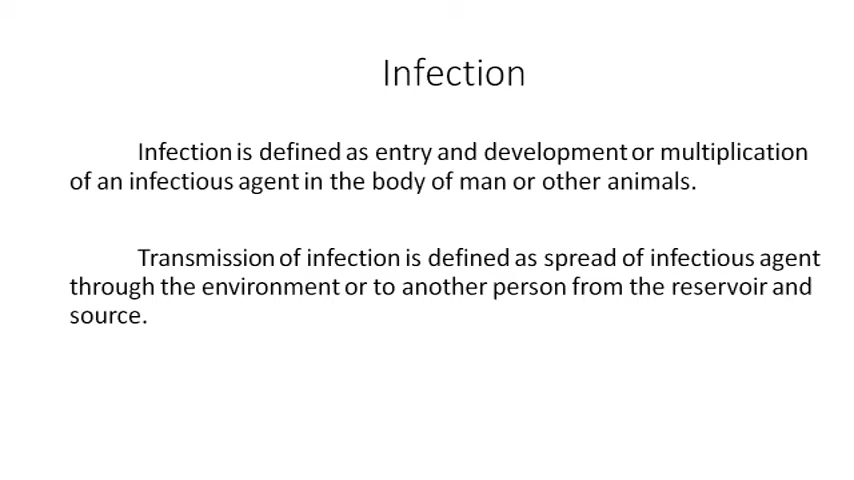 Infection
Infection is defined as entry and development or multiplication
of an infectious agent in the body of man or other animals.
Transmission of infection is defined as spread of infectious agent
through the environment or to another person from the reservoir and
source.